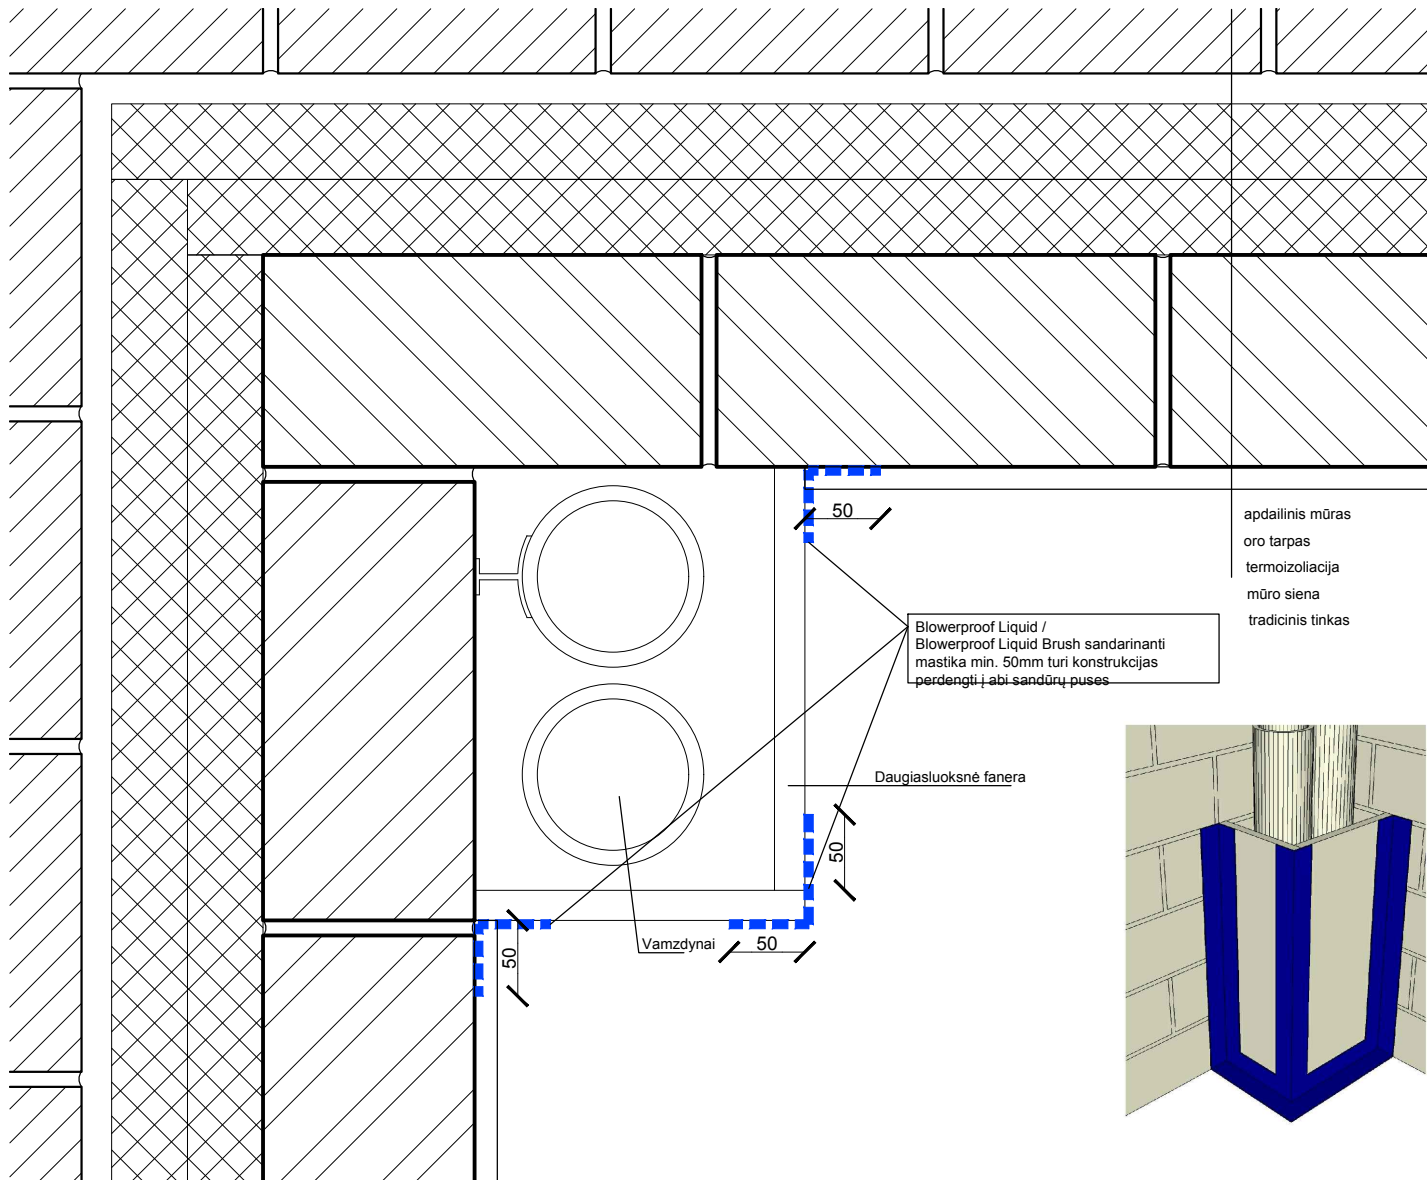 50
apdailinis mūras
oro tarpas
termoizoliacija
mūro siena
tradicinis tinkas
Blowerproof Liquid /
Blowerproof Liquid Brush sandarinanti
mastika min. 50mm turi konstrukcijas
perdengti į abi sandūrų puses
Daugiasluoksnė fanera
50
Vamzdynai
50
50